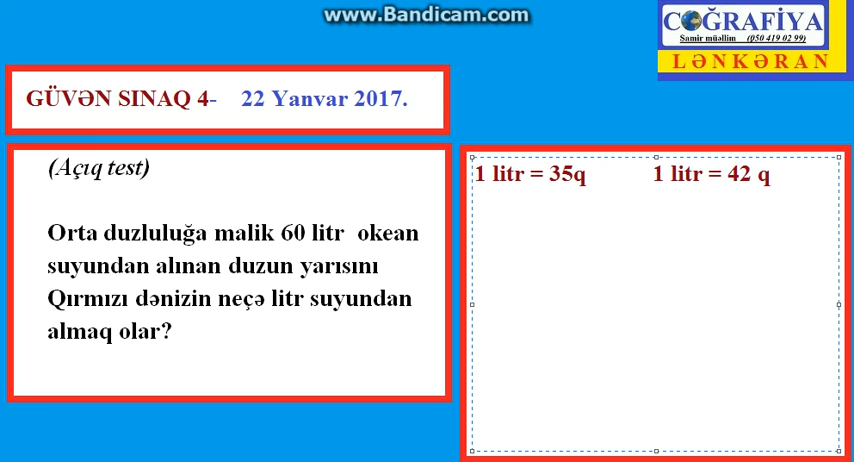 www.Bandicam.com
COĞRAFİYA
Samir müəllim (050 419 02 99)
LƏNKƏRAN
GÜVƏN SINAQ 4- 22 Yanvar 2017.
(Açıq test)
Orta duzluluğa malik 60 litr okean
suyundan alınan duzun yarısını
Qırmızı dənizin neçə litr suyundan
almaq olar?
1 litr = 35q 1 litr = 42 q